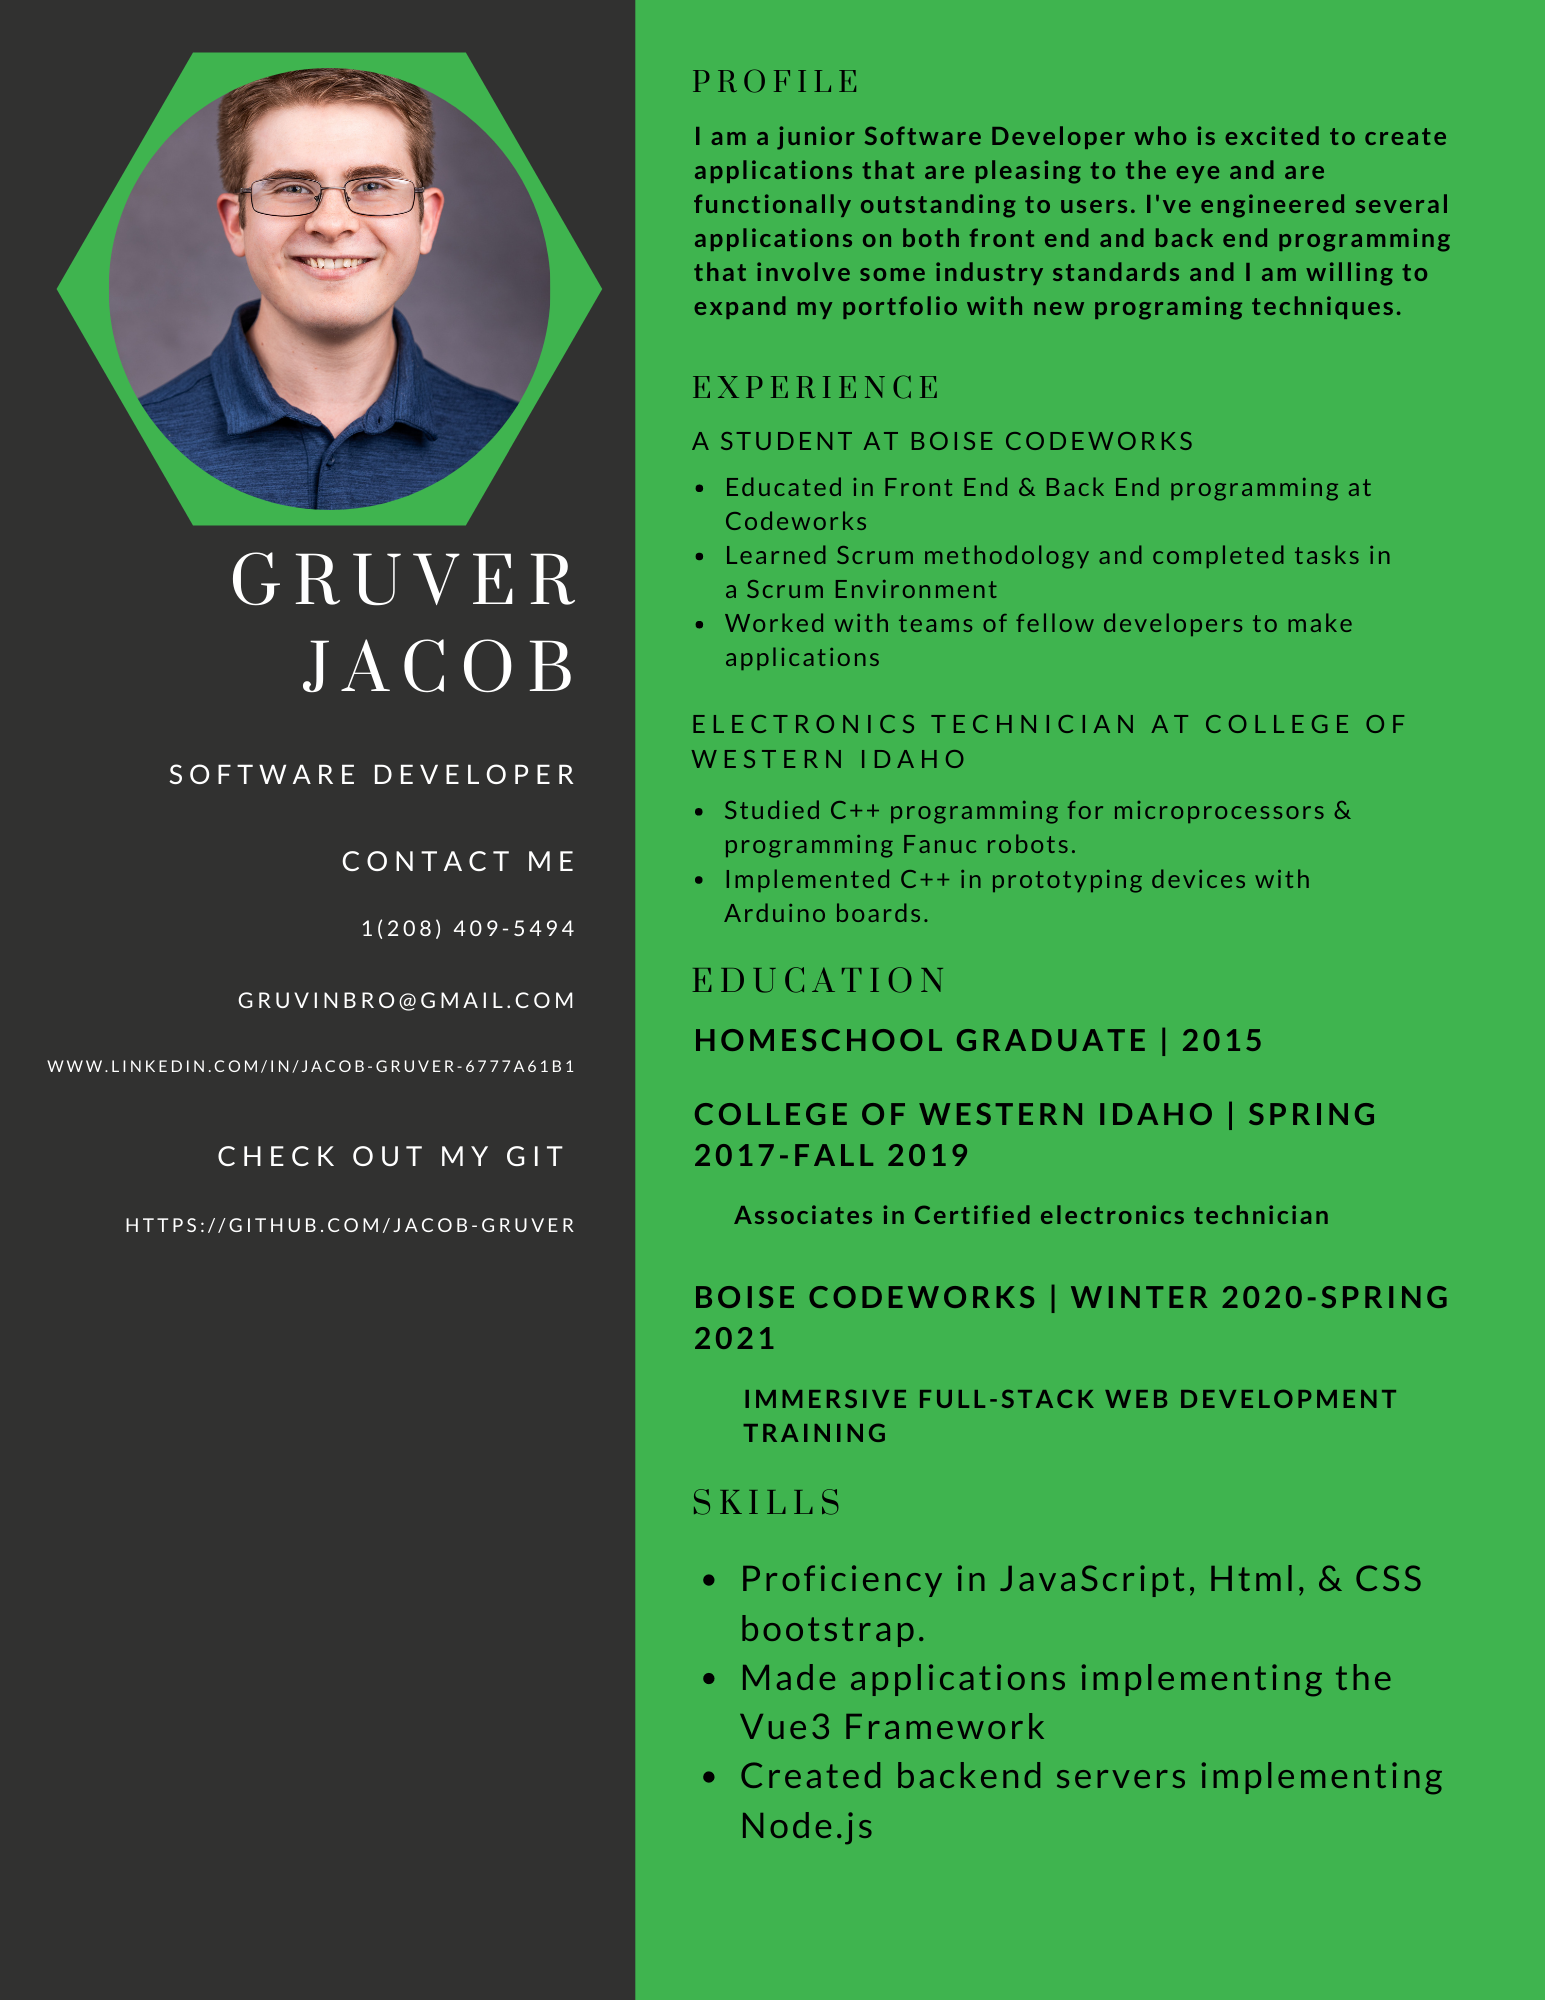 GRUVER
JACOB
SOFTWARE DEVELOPER
CONTACT ME
1(208) 409-5494
GRUVINBRO@GMAIL.COM
WWW.LINKEDIN.COM/IN/JACOB-GRUVER-6777A61B1
CHECK OUT MY GIT
HTTPS://GITHUB.COM/JACOB-GRUVER
PROFILE
I am a junior Software Developer who is excited to create
applications that are pleasing to the eye and are
functionally outstanding to users. I've engineered several
applications on both front end and back end programming
that involve some industry standards and I am willing to
expand my portfolio with new programing techniques.
EXPERIENCE
A STUDENT AT BOISE CODEWORKS
• Educated in Front End & Back End programming at
Codeworks
• Learned Scrum methodology and completed tasks in
a Scrum Environment
• Worked with teams of fellow developers to make
applications
ELECTRONICS TECHNICIAN AT COLLEGE OF
WESTERN IDAHO
• Studied C++ programming for microprocessors &
programming Fanuc robots.
• Implemented C++ in prototyping devices with
Arduino boards.
EDUCATION
HOMESCHOOL GRADUATE | 2015
COLLEGE OF WESTERN IDAHO | SPRING
2017-FALL 2019
Associates in Certified electronics technician
BOISE CODEWORKS | WINTER 2020-SPRING
2021
IMMERSIVE FULL-STACK WEB DEVELOPMENT
TRAINING
SKILLS
• Proficiency in JavaScript, Html, & CSS
bootstrap.
• Made applications implementing the
Vue3 Framework
• Created backend servers implementing
Node.js